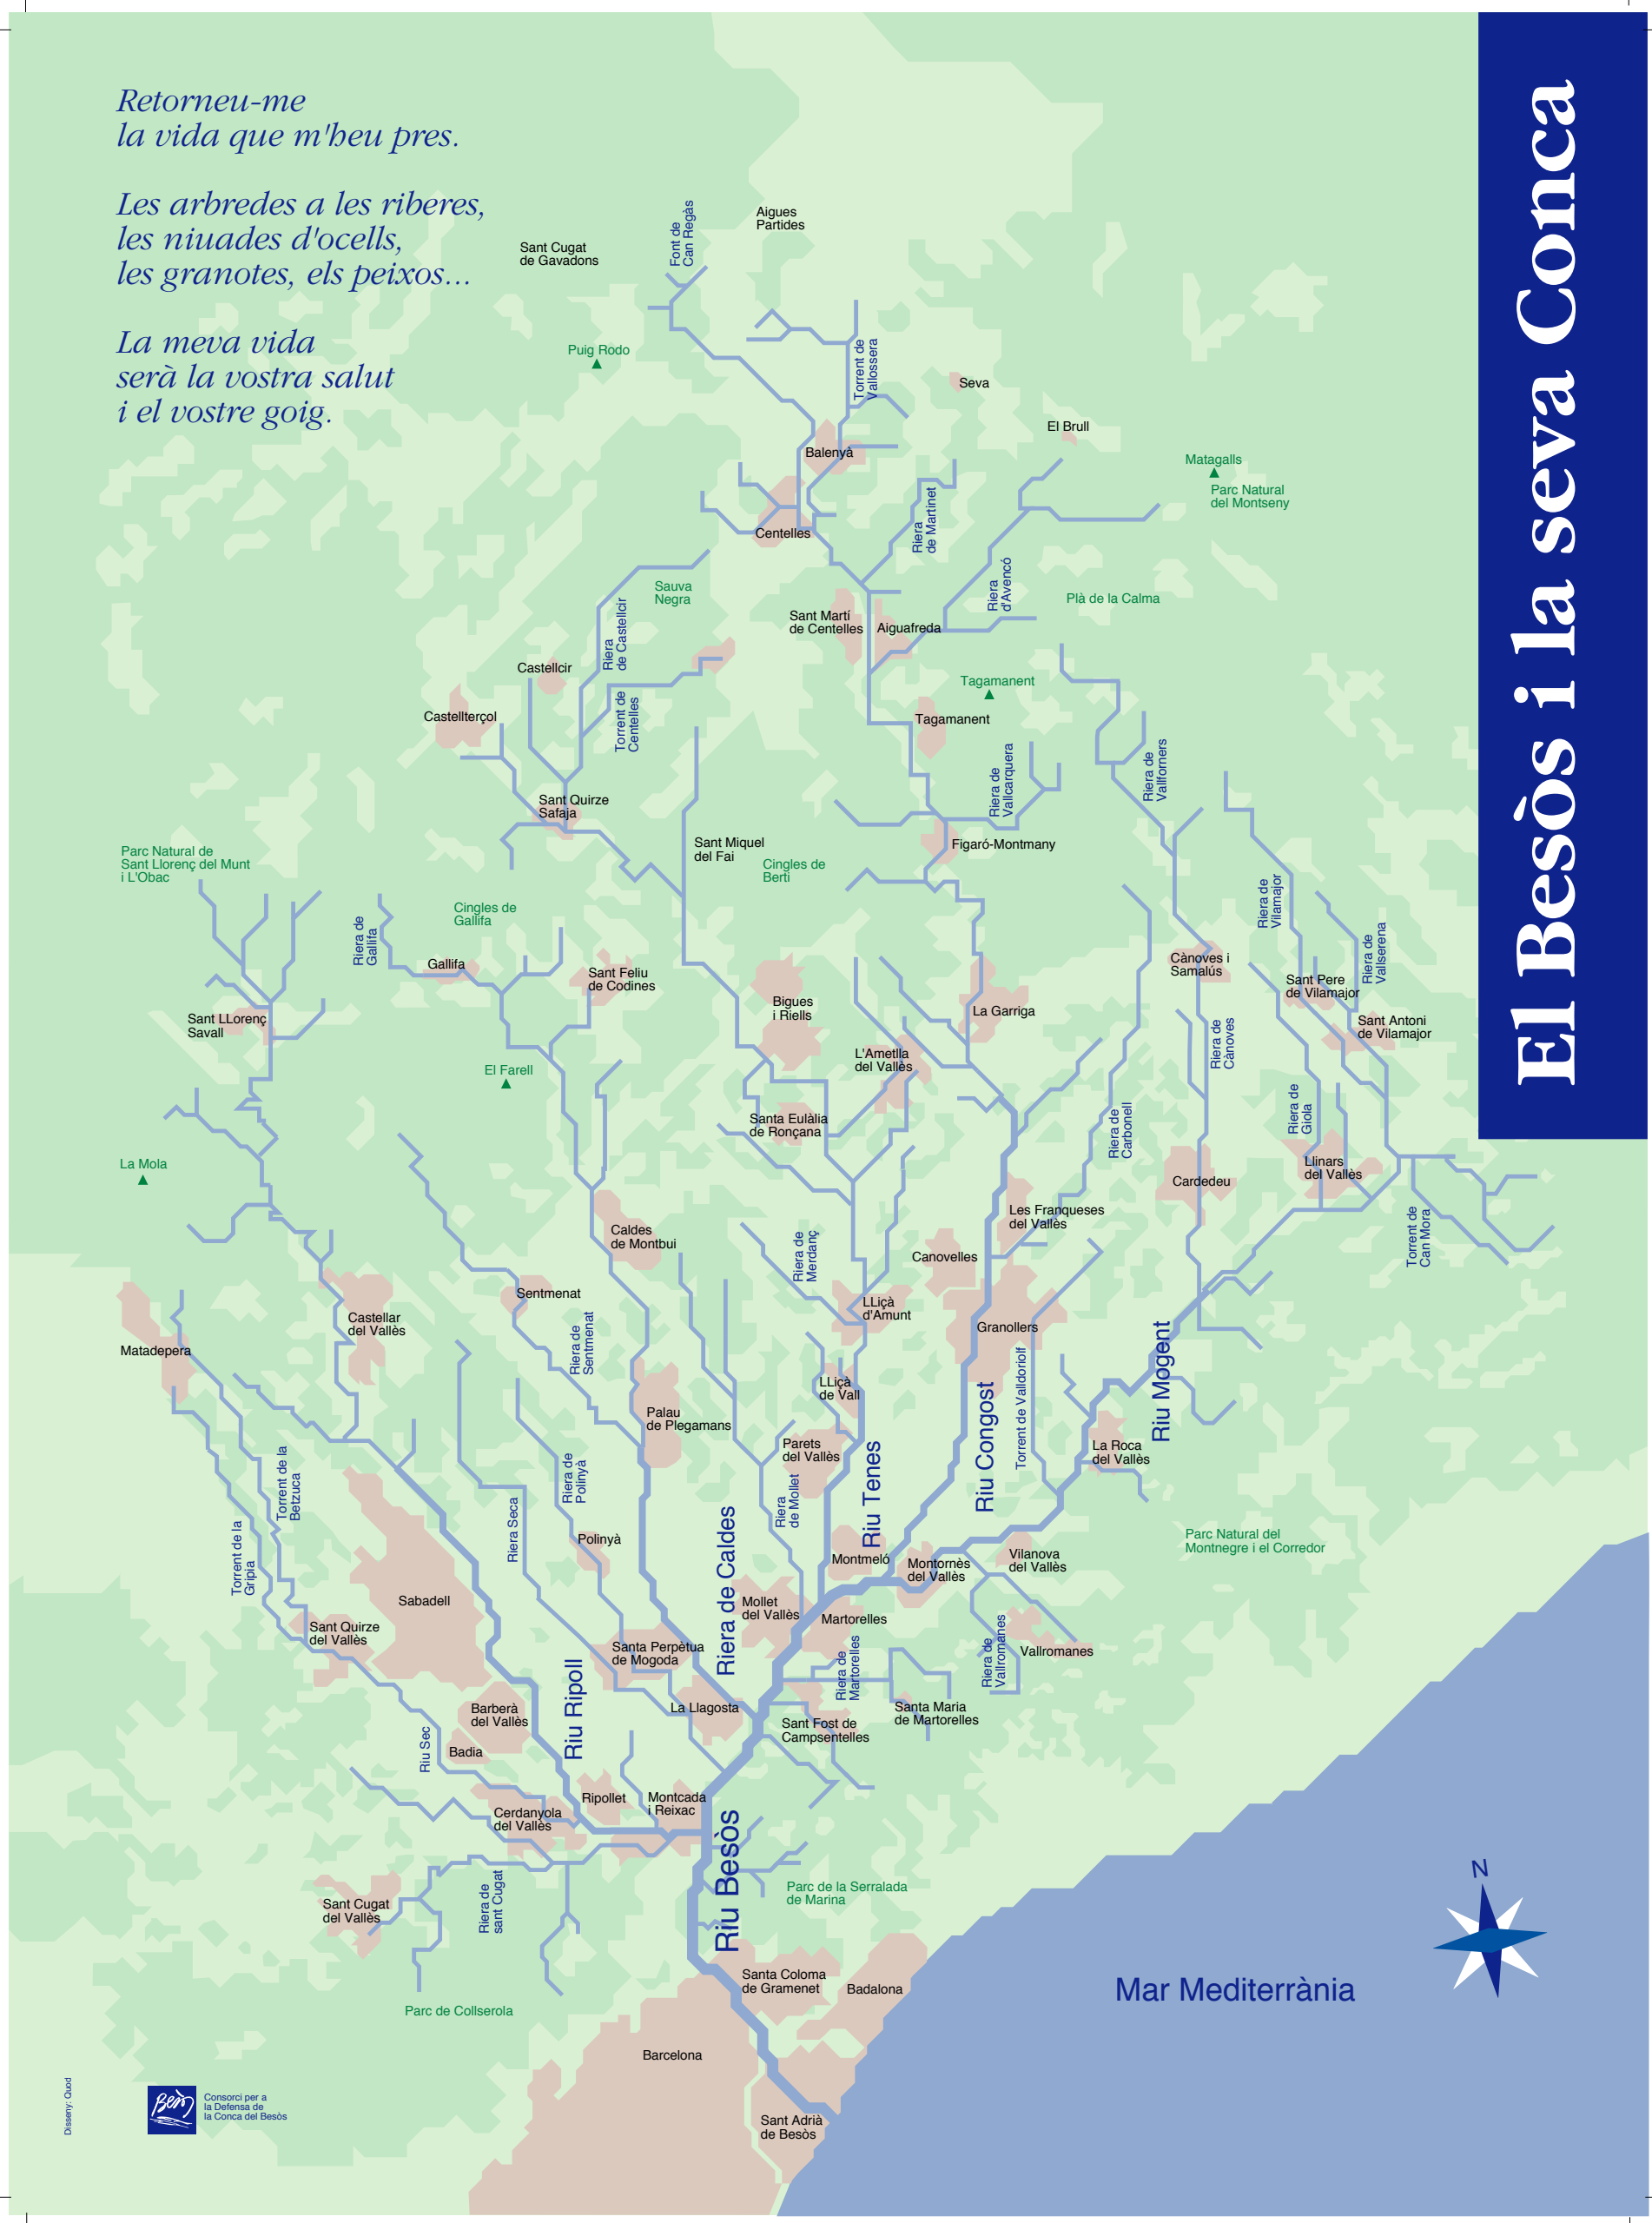 El Besòs i la seva Conca
Retorneu-me
la vida que m'heu pres.
Les arbredes a les riberes,
les niuades d'ocells,
les granotes, els peixos...
La meva vida
serà la vostra salut
i el vostre goig.
Font de
Can Regàs
Aigues
Partides
Sant Cugat
de Gavadons
Puig Rodo
Torrent de
Vallossera
Seva
El Brull
Balenyà
Matagalls
Parc Natural
del Montseny
Riera
de Martinet
Centelles
Sauva
Negra
Riera
d'Avencó
Plà de la Calma
Riera
de Castellcir
Sant Martí
de Centelles
Aiguafreda
Castellcir
Tagamanent
Castellterçol
Torrent de
Centelles
Tagamanent
Riera de
Vallcarquera
Riera de
Vallforners
Sant Quirze
Safaja
Sant Miquel
del Fai
Figaró-Montmany
Parc Natural de
Sant Llorenç del Munt
i L'Obac
Cingles de
Berti
Riera de
Vilamajor
Cingles de
Gallifa
Riera de
Gallifa
Riera de
Vallserena
Gallifa
Sant Feliu
de Codines
Cànoves i
Samalús
Sant Pere
de Vilamajor
Bigues
i Riells
La Garriga
Sant LLorenç
Savall
Sant Antoni
de Vilamajor
Riera de
Cànoves
L'Ametlla
del Vallès
El Farell
Riera de
Giola
Santa Eulàlia
de Ronçana
Riera de
Carbonell
La Mola
Llinars
del Vallès
Cardedeu
Les Franqueses
del Vallès
Caldes
de Montbui
Torrent de
Can Mora
Riera de
Merdanç
Canovelles
Sentmenat
LLiçà
d'Amunt
Castellar
del Vallès
Granollers
Riera de
Sentmenat
Matadepera
Riu Mogent
Torrent de Valldoriolf
LLiçà
de Vall
Riu Congost
Palau
de Plegamans
Parets
del Vallès
La Roca
del Vallès
Riu Tenes
Torrent de la
Betzuca
Riera de
Polinyà
Riera
de Mollet
Riera Seca
Torrent de la
Gripia
Polinyà
Riera de Caldes
Parc Natural del
Montnegre i el Corredor
Montmeló
Montornès
del Vallès
Vilanova
del Vallès
Sabadell
Mollet
del Vallès
Martorelles
Sant Quirze
del Vallès
Santa Perpètua
de Mogoda
Riera de
Martorelles
Riera de
Vallromanes
Vallromanes
La Llagosta
Barberà
del Vallès
Riu Ripoll
Santa Maria
de Martorelles
Sant Fost de
Campsentelles
Riu Sec
Badia
Ripollet
Montcada
i Reixac
Cerdanyola
del Vallès
Riu Besòs
Riera de
sant Cugat
Sant Cugat
del Vallès
Parc de la Serralada
de Marina
N
Santa Coloma
de Gramenet
Badalona
Mar Mediterrània
Parc de Collserola
Barcelona
Sant Adrià
de Besòs
Disseny: Quod
Besòs
Consorci per a
la Defensa de
la Conca del Besòs